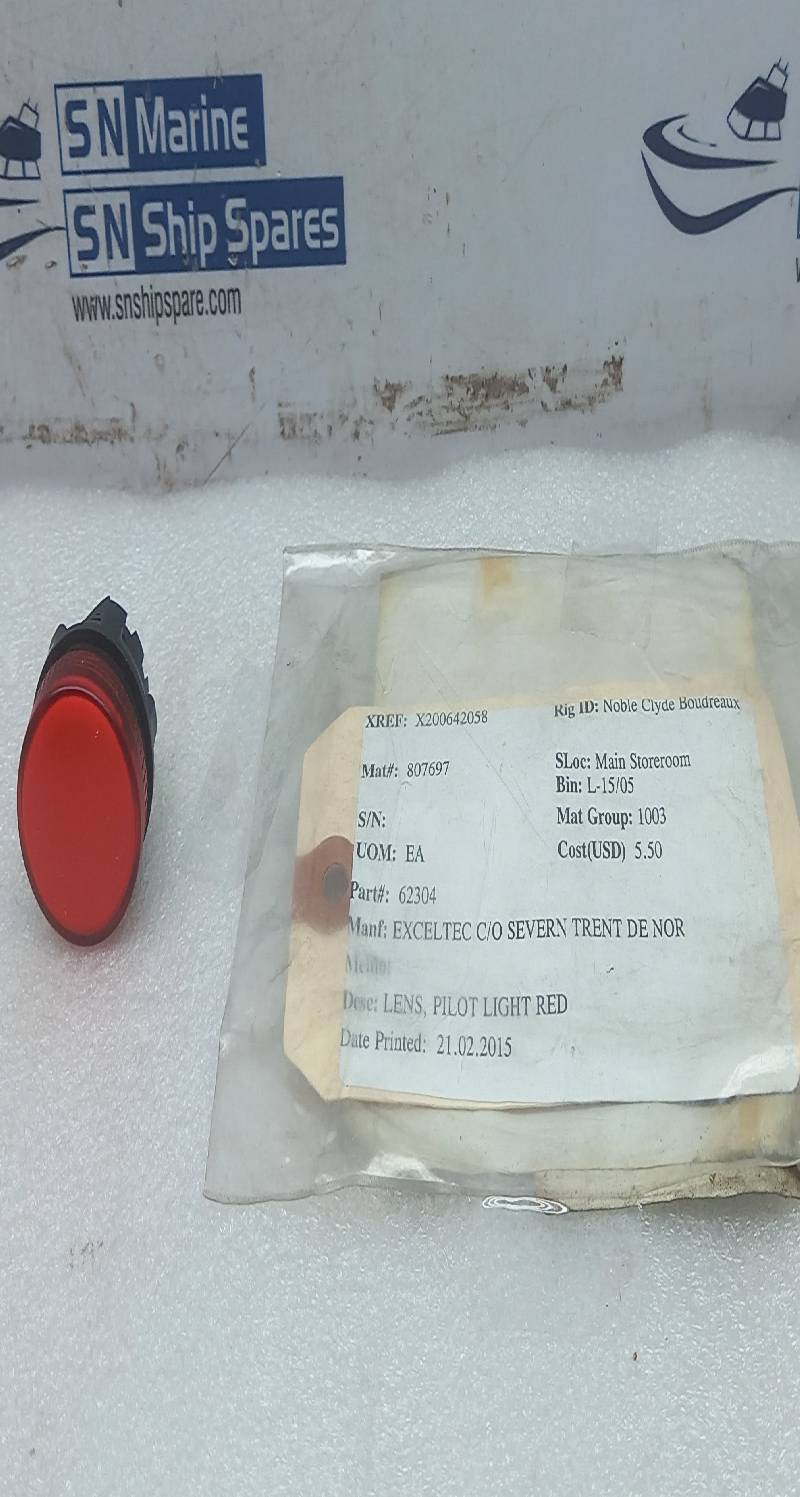 SN Marine
SN Ship Spares
www.snshipspare.com
XREF: X200642058
Rig ID: Noble Clyde Boudreaux
Mat#: 807697
SLoc: Main Storeroom
Bin: L-15/05
S/N:
Mat Group: 1003
UOM: EA
Cost(USD) 5.50
Part#: 62304
Manf: EXCELTEC C/O SEVERN TRENT DE NOR
Memo:
Desc: LENS, PILOT LIGHT RED
Date Printed: 21.02.2015